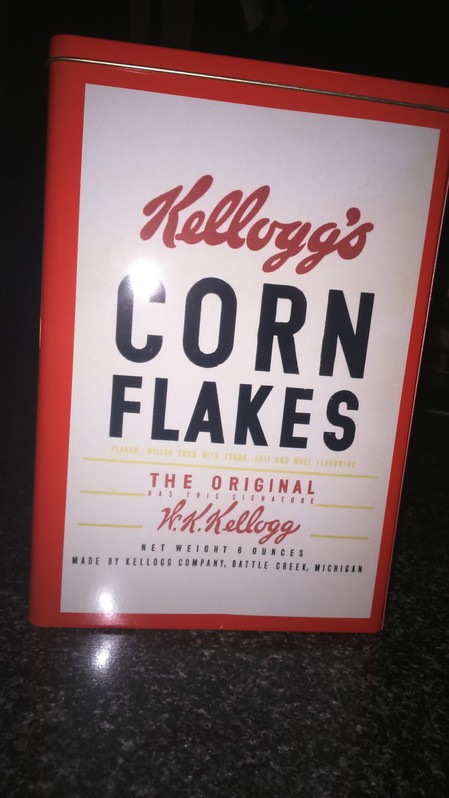 Kellogg's
CORN
FLAKES
FLAKED, MILLED CORN WITH SUGAR, SALT AND MALT FLAVORING
THE ORIGINAL
HAS THIS SIGNATURE
W.K.Kellogg
NET WEIGHT 8 OUNCES
MADE BY KELLOGG COMPANY, BATTLE CREEK, MICHIGAN